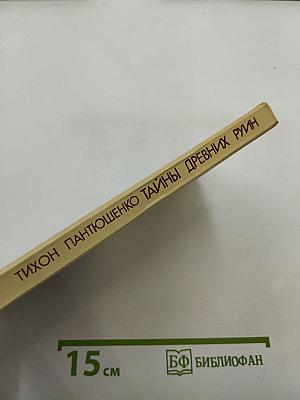 ТИХОН ПАНТЮШЕНКО ТАЙНЫ ДРЕВНИХ РУИН
15 см
БФ БИБЛИОФАН